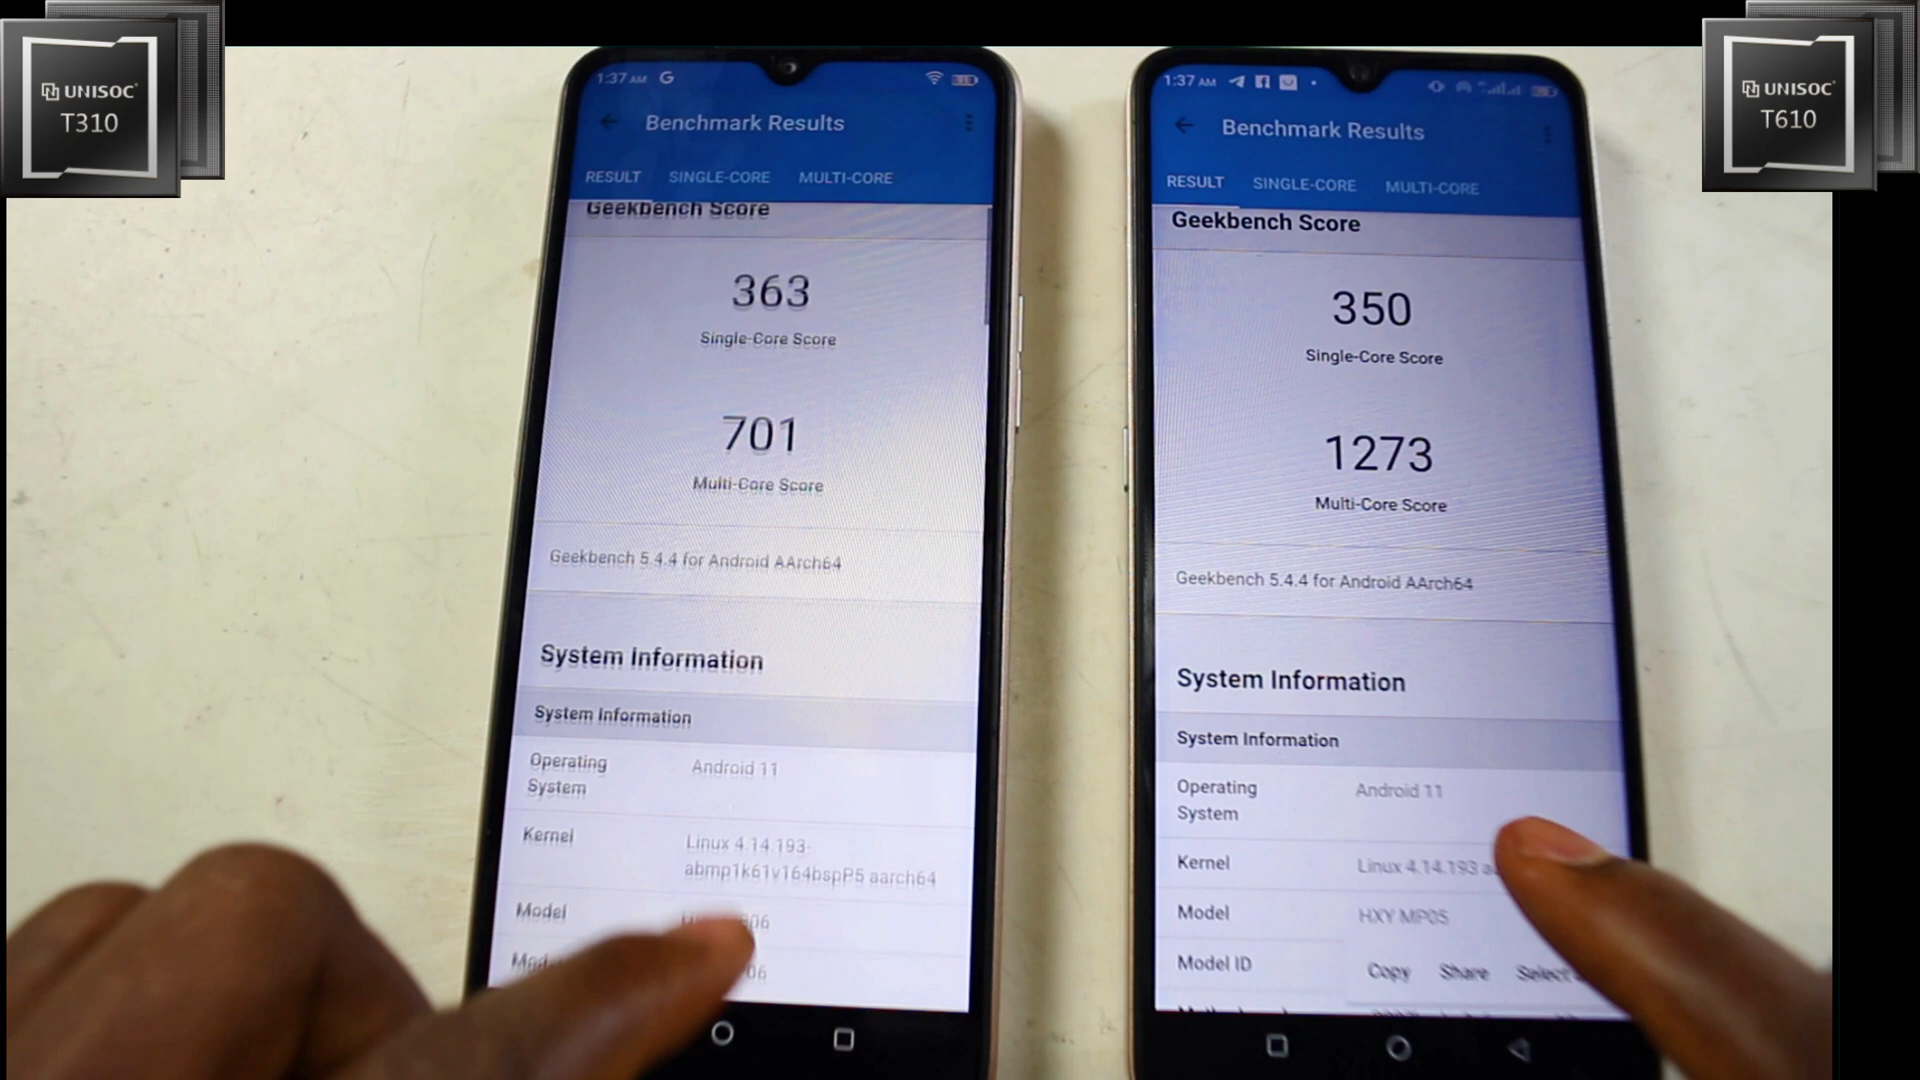 UNISOC
T310
UNISOC
T610
1:37 AM G
Benchmark Results
RESULT SINGLE-CORE MULTI-CORE
Geekbench Score
363
Single-Core Score
701
Multi-Core Score
Geekbench 5.4.4 for Android AArch64
System Information
System Information
Operating System Android 11
Kernel Linux 4.14.193-
abmp1k61v164bspP5 aarch64
Model
1:37 AM
Benchmark Results
RESULT SINGLE-CORE MULTI-CORE
Geekbench Score
350
Single-Core Score
1273
Multi-Core Score
Geekbench 5.4.4 for Android AArch64
System Information
System Information
Operating System Android 11
Kernel Linux 4.14.193
Model HXY MP05
Model ID
Copy Share Select